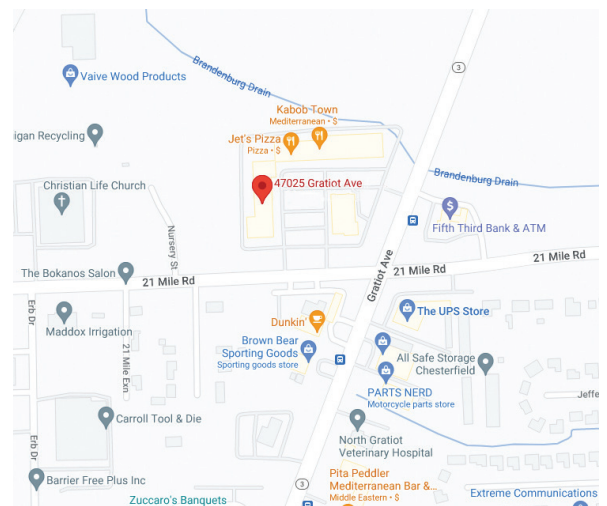 Vaive Wood Products
Brandenburg Drain
3
Kabob Town
Mediterranean • $
igan Recycling
Jet's Pizza
Pizza • $
47025 Gratiot Ave
Brandenburg Drain
Christian Life Church
$
Fifth Third Bank & ATM
Nursery St
Gratiot Ave
21 Mile Rd
The Bokanos Salon
21 Mile Rd
21 Mile Rd
Erb Dr
Maddox Irrigation
Dunkin'
The UPS Store
21 Mile Exn
Brown Bear
Sporting Goods
Sporting goods store
All Safe Storage
Chesterfield
PARTS NERD
Motorcycle parts store
Jeffe
Carroll Tool & Die
North Gratiot
Veterinary Hospital
Erb Dr
Barrier Free Plus Inc
3
Pita Peddler
Mediterranean Bar &...
Middle Eastern • $
Zuccaro's Banquets
Extreme Communications